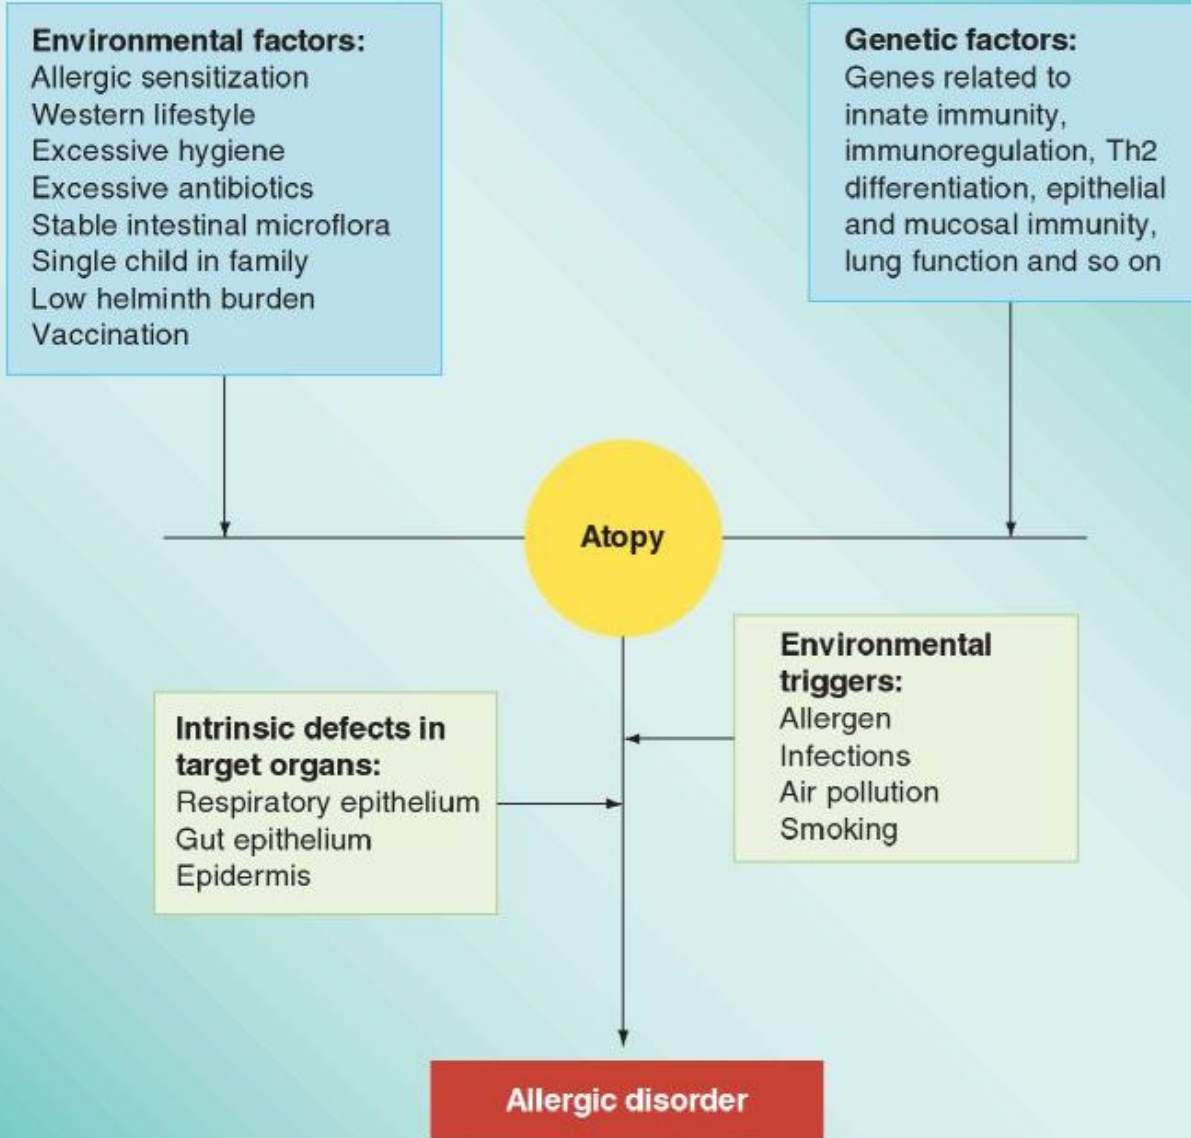 Environmental factors:
Allergic sensitization
Western lifestyle
Excessive hygiene
Excessive antibiotics
Stable intestinal microflora
Single child in family
Low helminth burden
Vaccination
Genetic factors:
Genes related to
innate immunity,
immunoregulation, Th2
differentiation, epithelial
and mucosal immunity,
lung function and so on
Atopy
Intrinsic defects in
target organs:
Respiratory epithelium
Gut epithelium
Epidermis
Environmental
triggers:
Allergen
Infections
Air pollution
Smoking
Allergic disorder